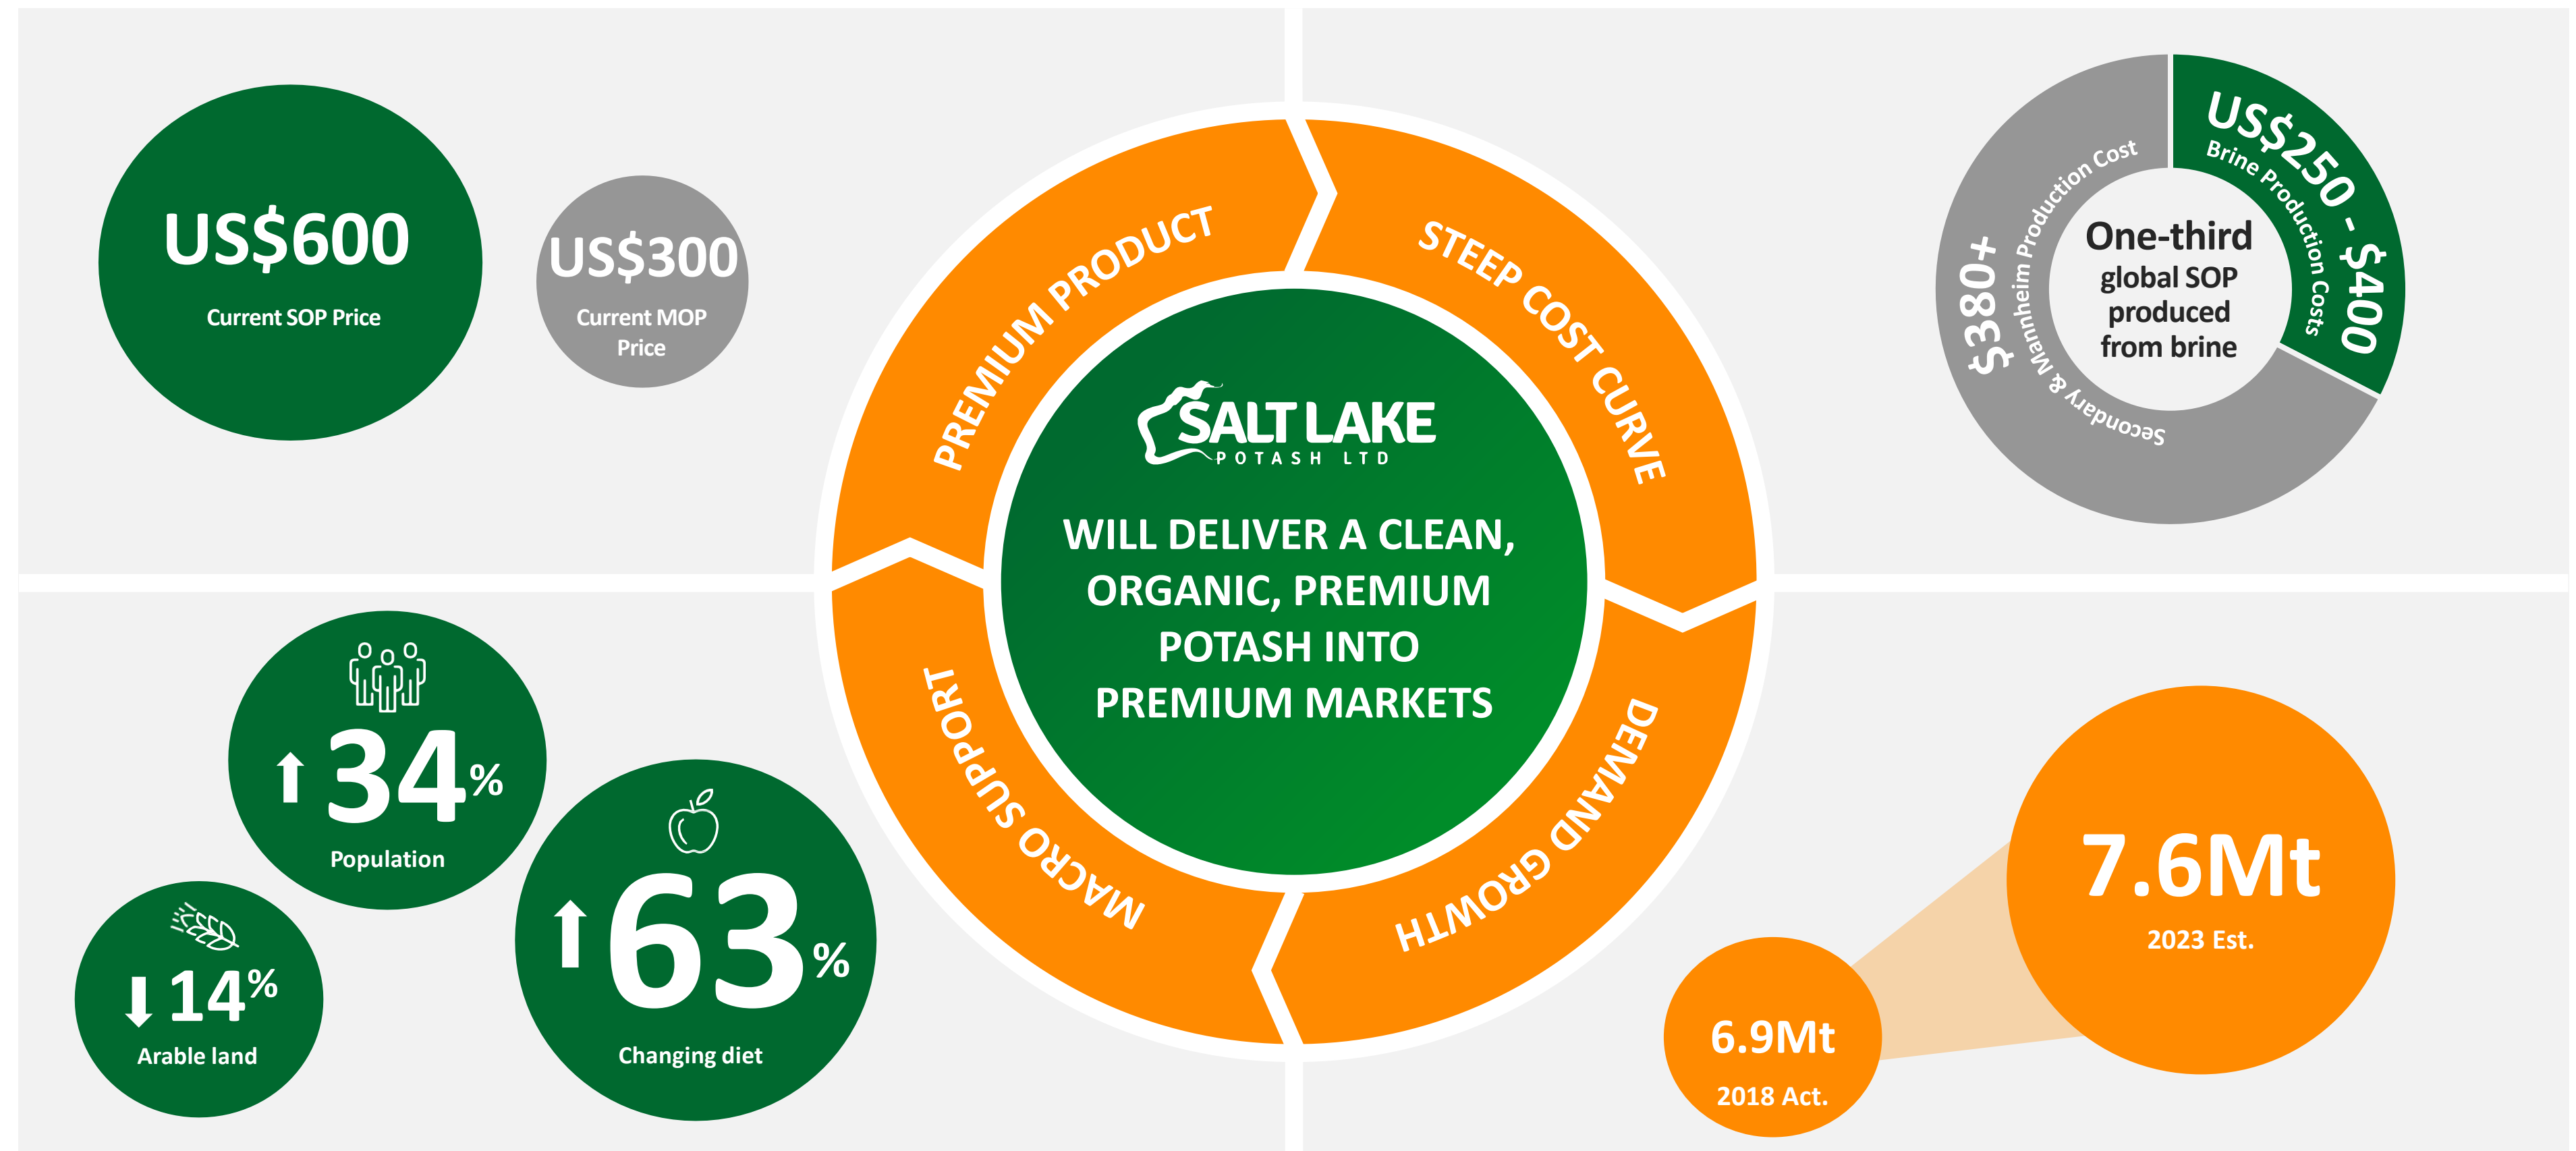 US$600
Current SOP Price
US$300
Current MOP
Price
PREMIUM PRODUCT
STEEP COST CURVE
US$250 - $400
Brine Production Costs
$380+
Secondary & Mannheim Production Cost
One-third
global SOP
produced
from brine
SALT LAKE
POTASH LTD
WILL DELIVER A CLEAN,
ORGANIC, PREMIUM
POTASH INTO
PREMIUM MARKETS
MACRO SUPPORT
DEMAND GROWTH
34%
Population
14%
Arable land
63%
Changing diet
7.6Mt
2023 Est.
6.9Mt
2018 Act.